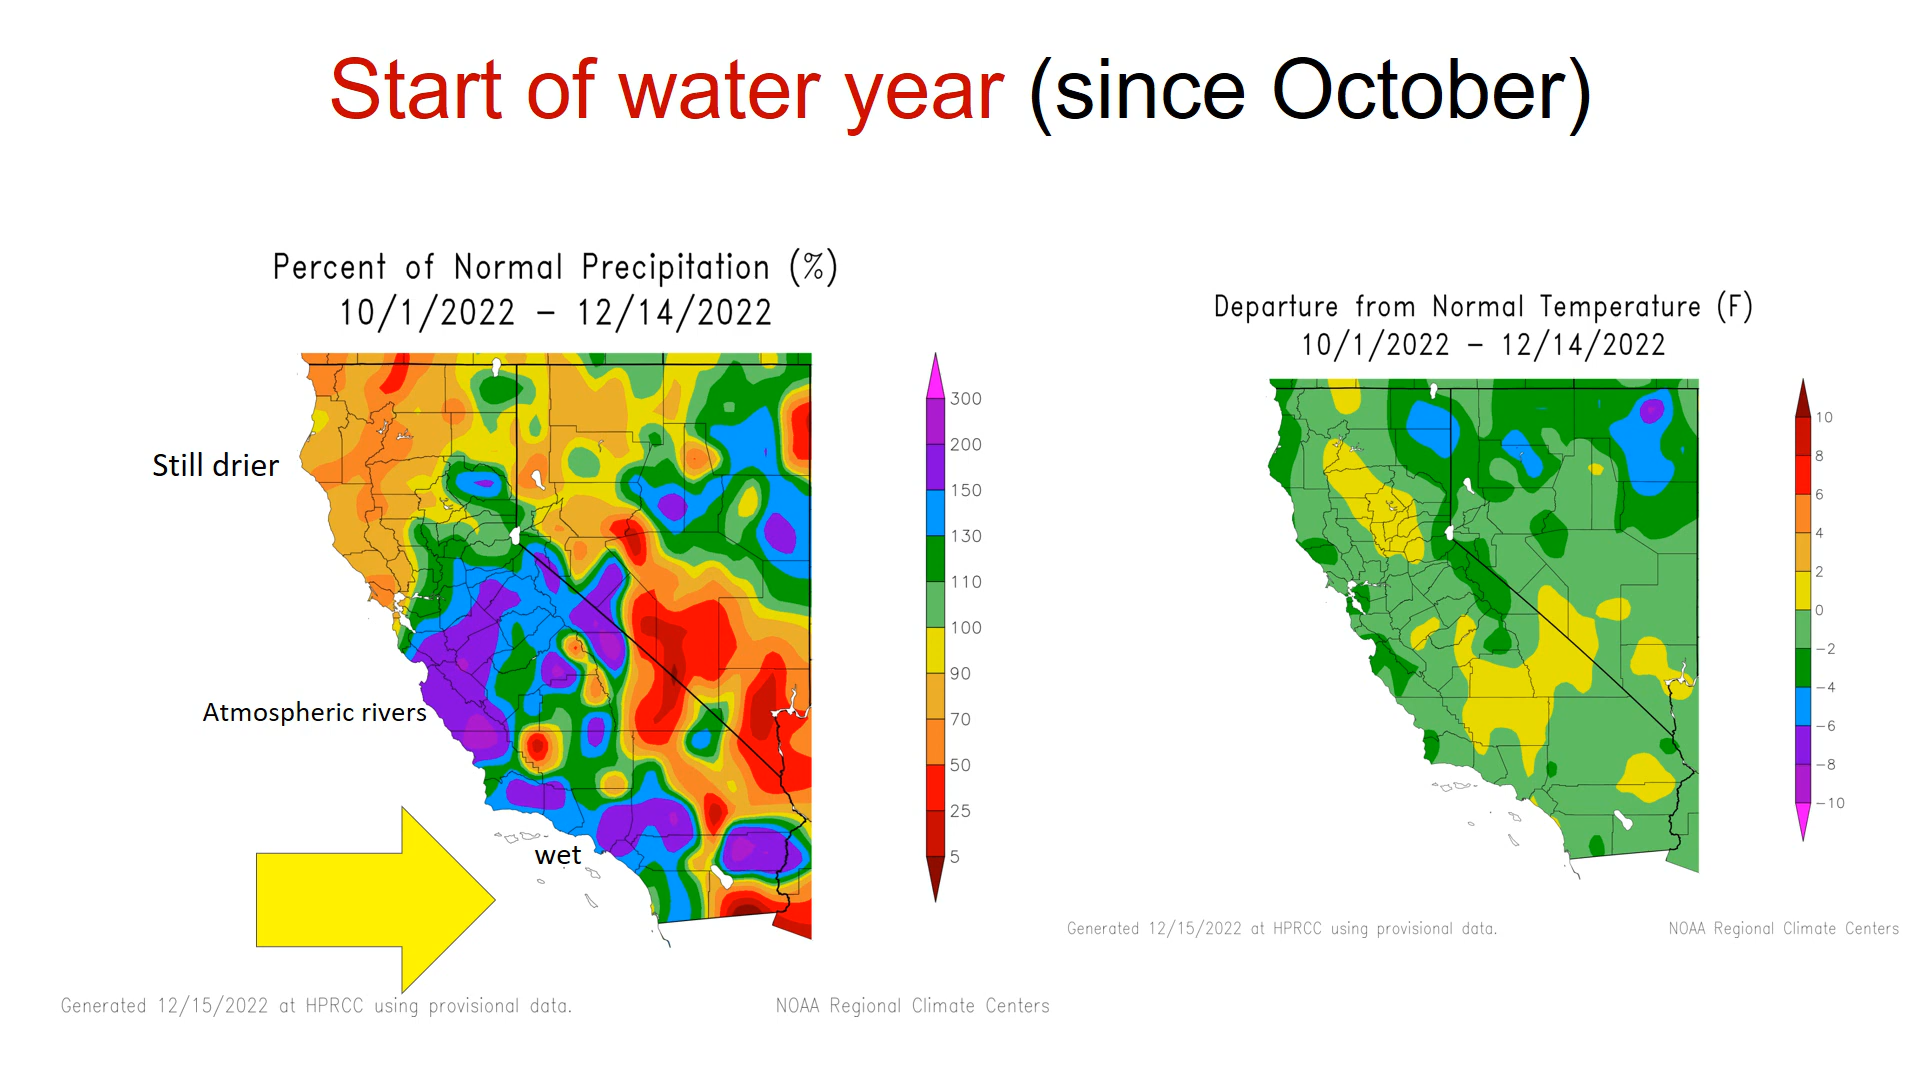 Start of water year (since October)
Percent of Normal Precipitation (%)
10/1/2022 – 12/14/2022
Still drier
Atmospheric rivers
wet
300
200
150
130
110
100
90
70
50
25
5
Generated 12/15/2022 at HPRCC using provisional data.
NOAA Regional Climate Centers
Departure from Normal Temperature (F)
10/1/2022 – 12/14/2022
10
8
6
4
2
0
−2
−4
−6
−8
−10
Generated 12/15/2022 at HPRCC using provisional data.
NOAA Regional Climate Centers